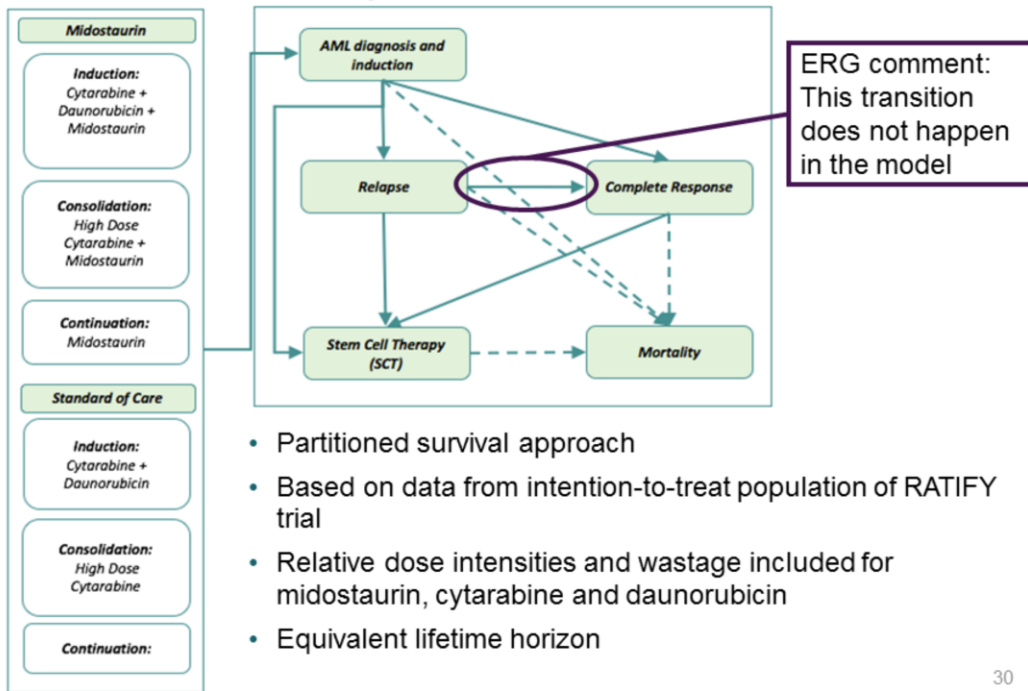 Midostaurin
Induction:
Cytarabine +
Daunorubicin +
Midostaurin
Consolidation:
High Dose
Cytarabine +
Midostaurin
Continuation:
Midostaurin
Standard of Care
Induction:
Cytarabine +
Daunorubicin
Consolidation:
High Dose
Cytarabine
Continuation:
AML diagnosis and
induction
Relapse
Complete Response
Stem Cell Therapy
(SCT)
Mortality
ERG comment:
This transition
does not happen
in the model
• Partitioned survival approach
• Based on data from intention-to-treat population of RATIFY
trial
• Relative dose intensities and wastage included for
midostaurin, cytarabine and daunorubicin
• Equivalent lifetime horizon
30